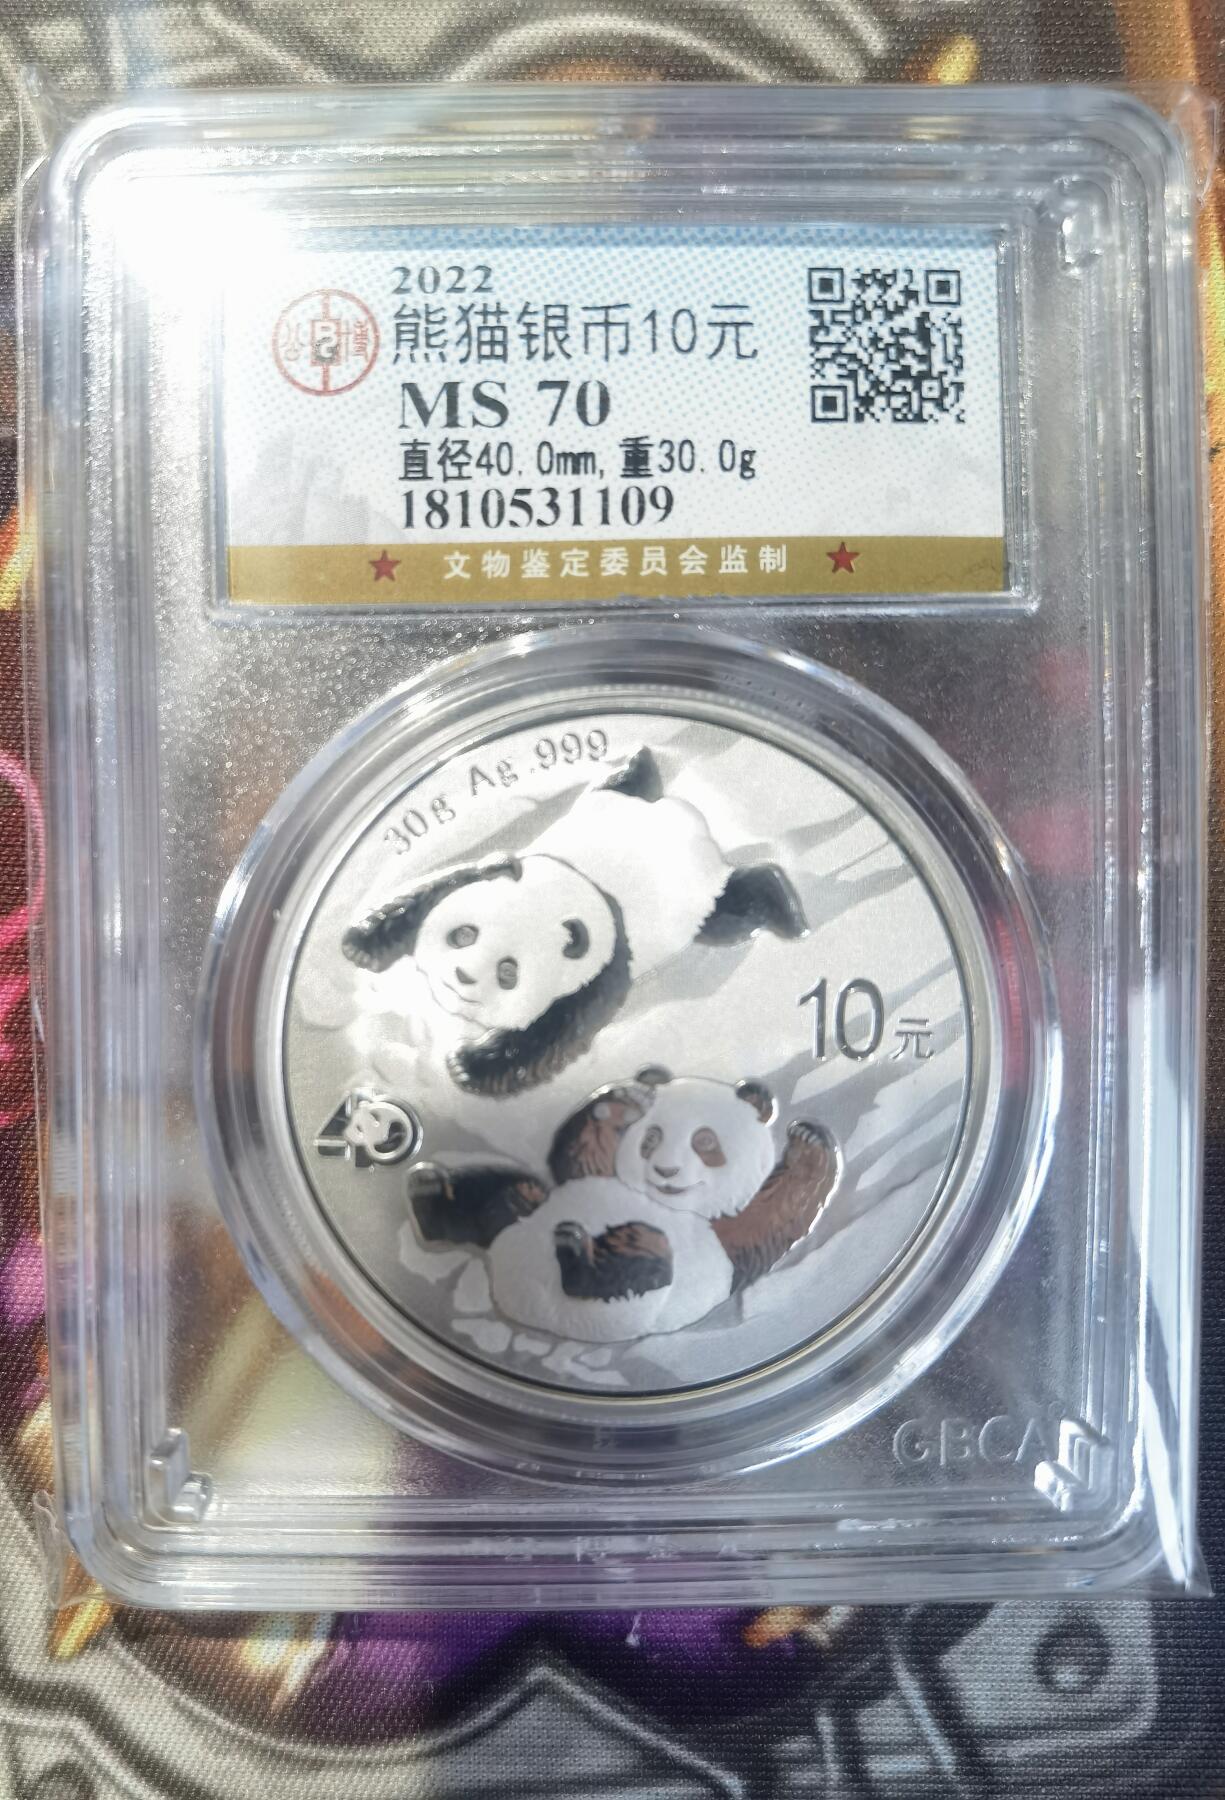 2022
熊猫银币10元
MS 70
直径40.0mm,重30.0g
1810531109
★ 文物鉴定委员会监制 ★
30g Ag .999
10元
GBCA